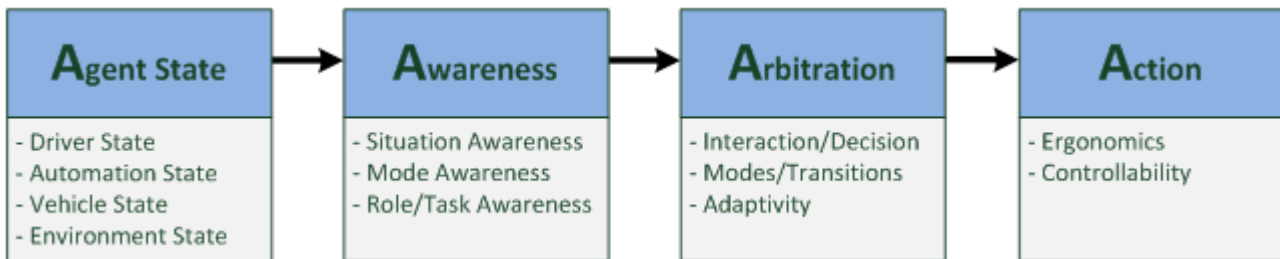 Agent State
- Driver State
- Automation State
- Vehicle State
- Environment State
Awareness
- Situation Awareness
- Mode Awareness
- Role/Task Awareness
Arbitration
- Interaction/Decision
- Modes/Transitions
- Adaptivity
Action
- Ergonomics
- Controllability